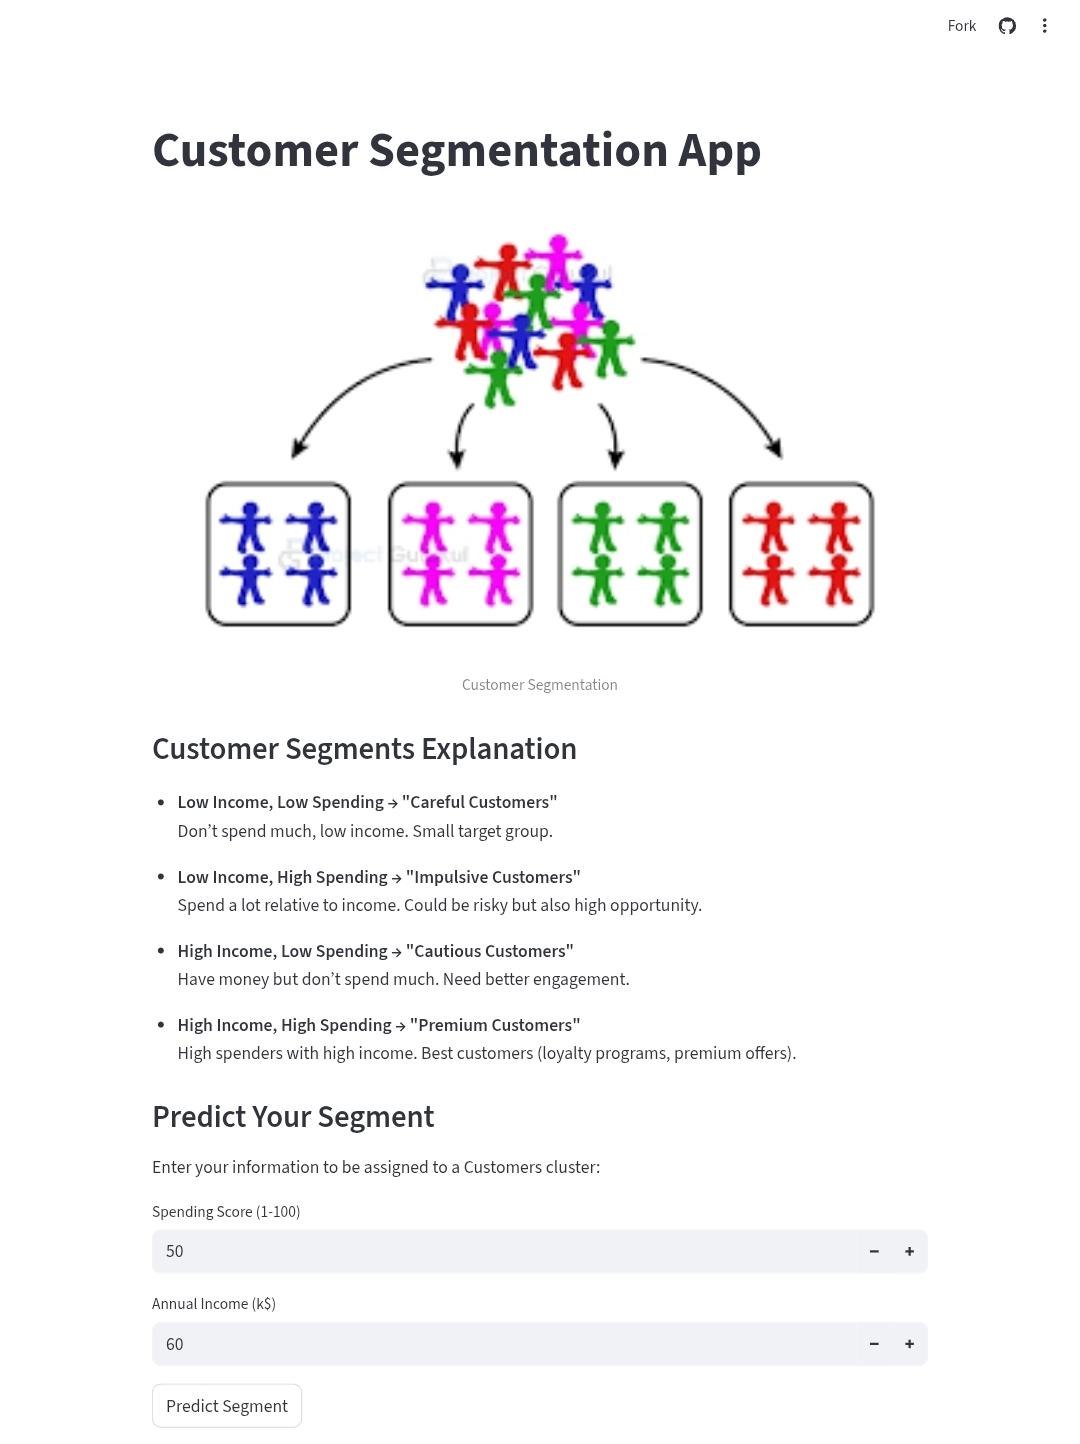 Fork
Customer Segmentation App
Customer Segmentation
Customer Segments Explanation
Low Income, Low Spending → "Careful Customers"
Don’t spend much, low income. Small target group.
Low Income, High Spending → "Impulsive Customers"
Spend a lot relative to income. Could be risky but also high opportunity.
High Income, Low Spending → "Cautious Customers"
Have money but don’t spend much. Need better engagement.
High Income, High Spending → "Premium Customers"
High spenders with high income. Best customers (loyalty programs, premium offers).
Predict Your Segment
Enter your information to be assigned to a Customers cluster:
Spending Score (1-100)
50
Annual Income (k$)
60
Predict Segment